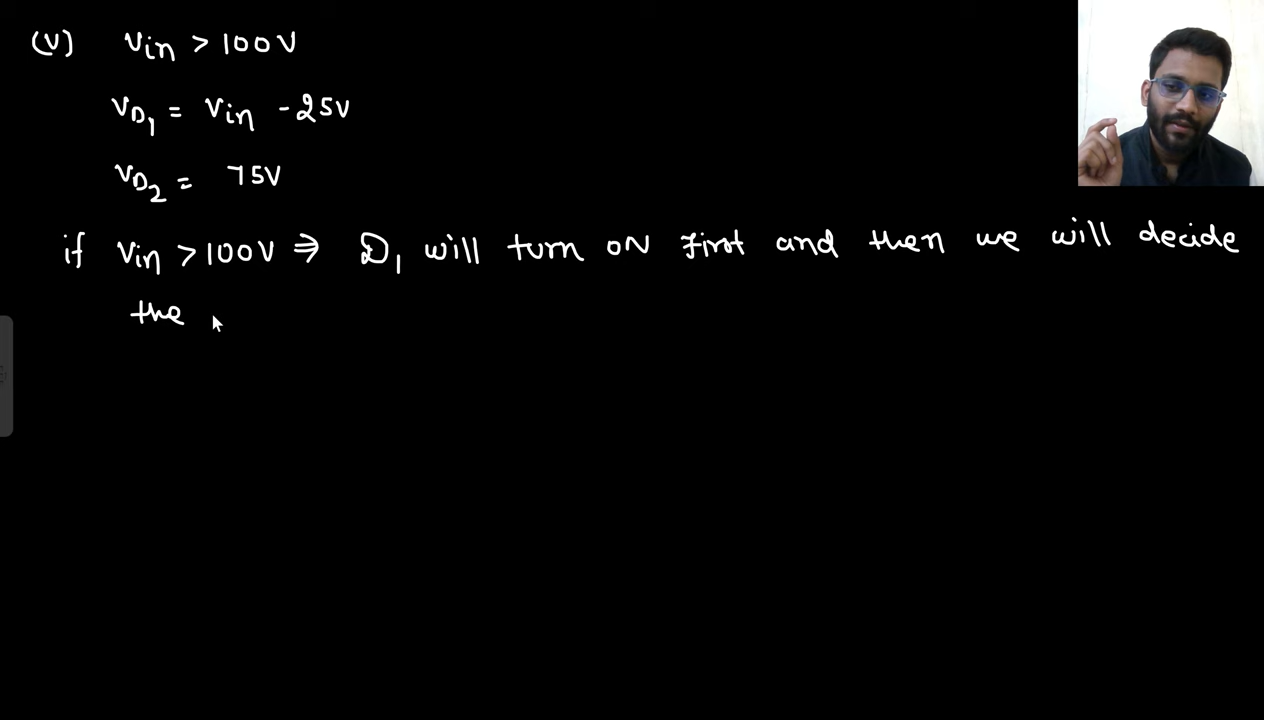 (V) Vin > 100V
VD1 = Vin - 25V
VD2 = 75V
if Vin > 100V ⇒ D1 will turn ON First and then we will decide
the